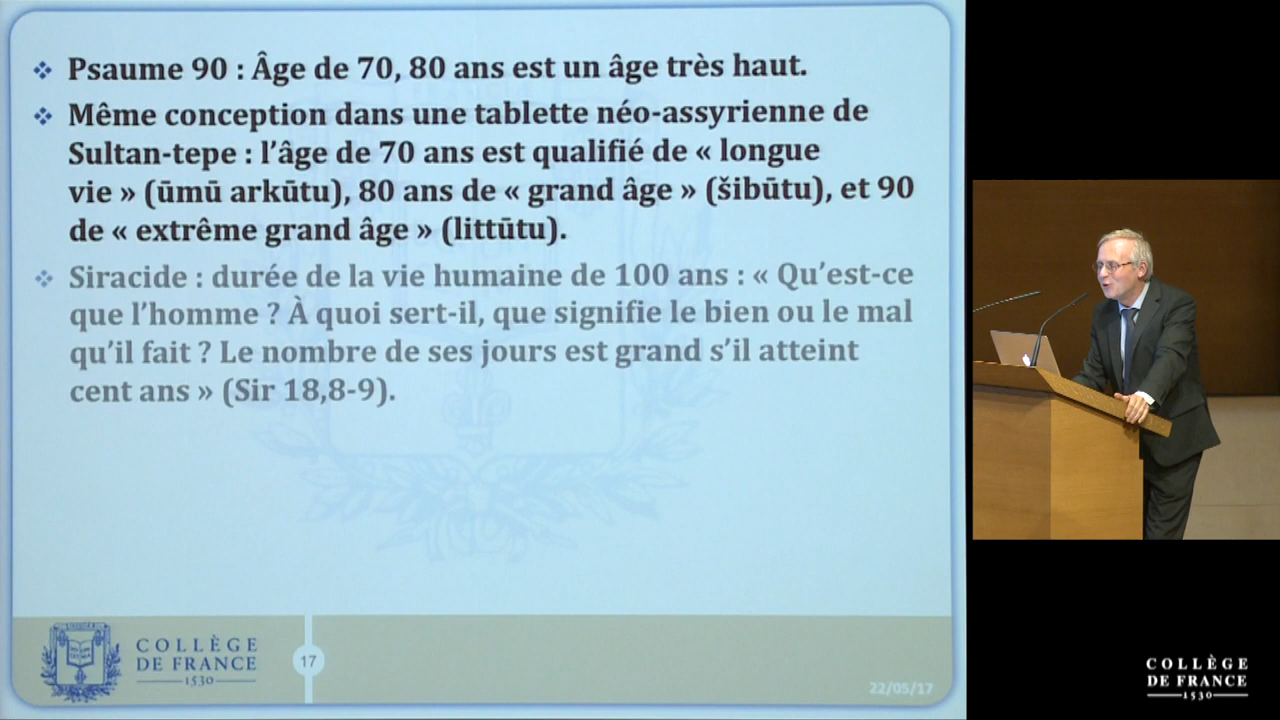 Psaume 90 : Âge de 70, 80 ans est un âge très haut.
Même conception dans une tablette néo-assyrienne de
Sultan-tepe : l'âge de 70 ans est qualifié de « longue
vie » (ūmū arkūtu), 80 ans de « grand âge » (šibūtu), et 90
de « extrême grand âge » (littūtu).
Siracide : durée de la vie humaine de 100 ans : « Qu'est-ce
que l'homme ? À quoi sert-il, que signifie le bien ou le mal
qu'il fait ? Le nombre de ses jours est grand s'il atteint
cent ans » (Sir 18,8-9).
COLLÈGE
DE FRANCE
1530
17
22/05/17
COLLÈGE
DE FRANCE
1530